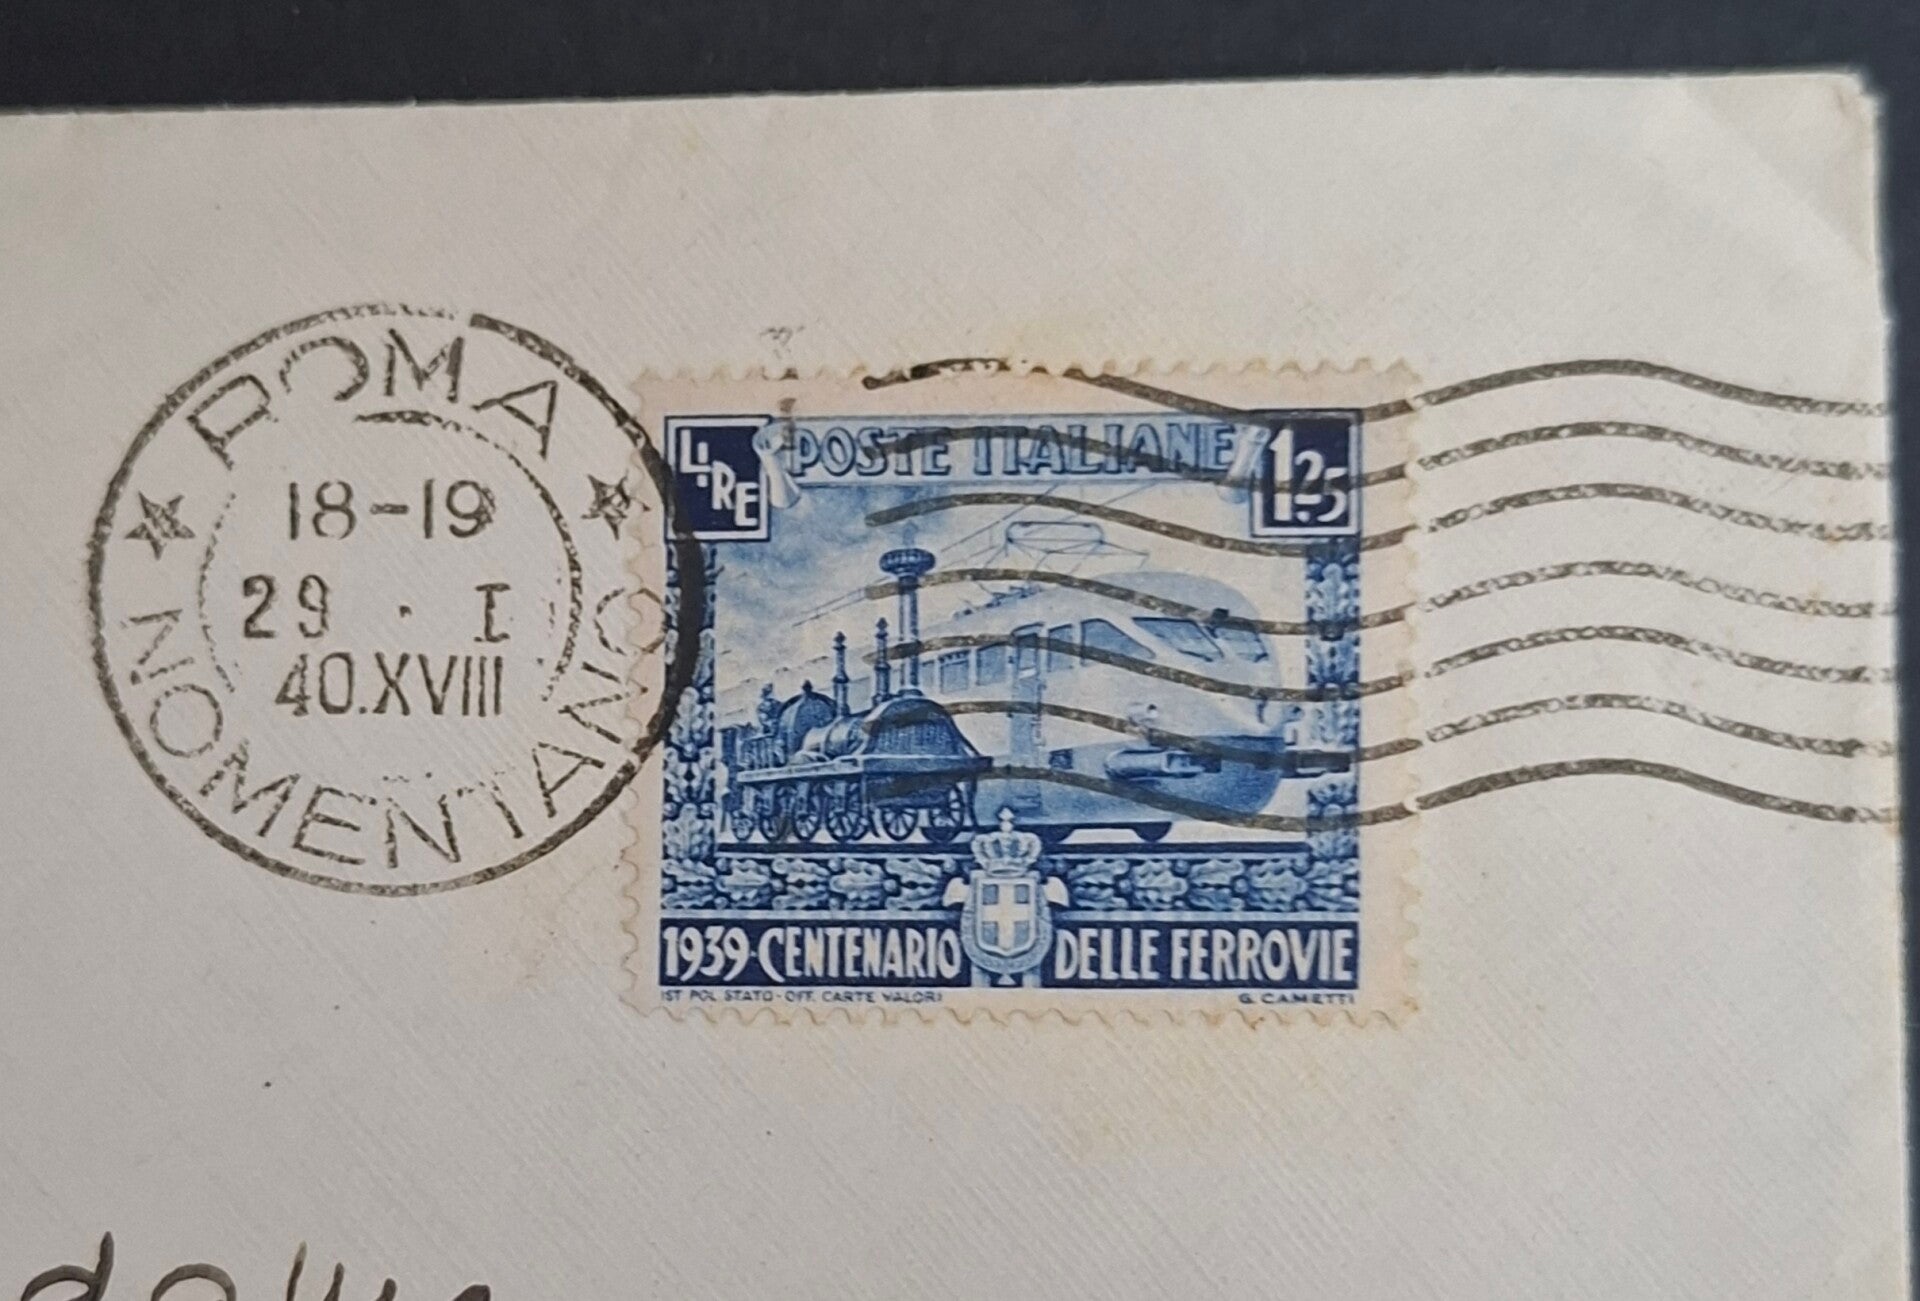 ROMA
18-19
29 · I
40.XVIII
NOMENTANO
LIRE
POSTE ITALIANE
1.25
1939·CENTENARIO DELLE FERROVIE
IST. POL. STATO-OFF. CARTE VALORI
G. CAMETTI